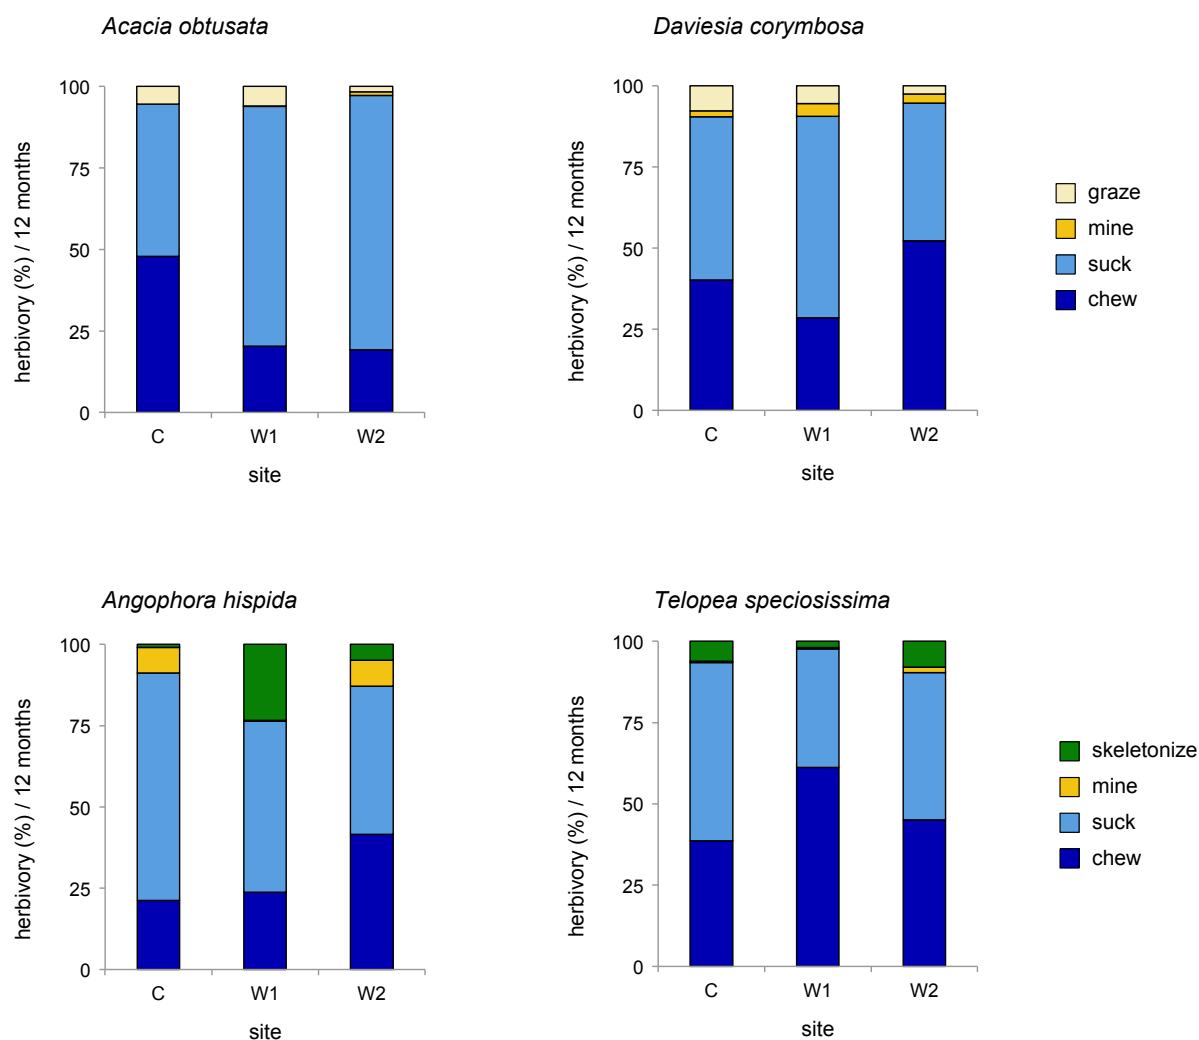 Acacia obtusata
herbivory (%) / 12 months
100
75
50
25
0
C W1 W2
site
Daviesia corymbosa
herbivory (%) / 12 months
100
75
50
25
0
C W1 W2
site
graze
mine
suck
chew
Angophora hispida
herbivory (%) / 12 months
100
75
50
25
0
C W1 W2
site
Telopea speciosissima
herbivory (%) / 12 months
100
75
50
25
0
C W1 W2
site
skeletonize
mine
suck
chew